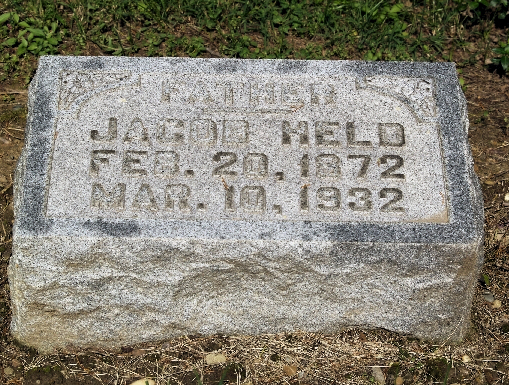 FATHER
JACOB HELD
FEB. 20, 1872
MAR. 10, 1932